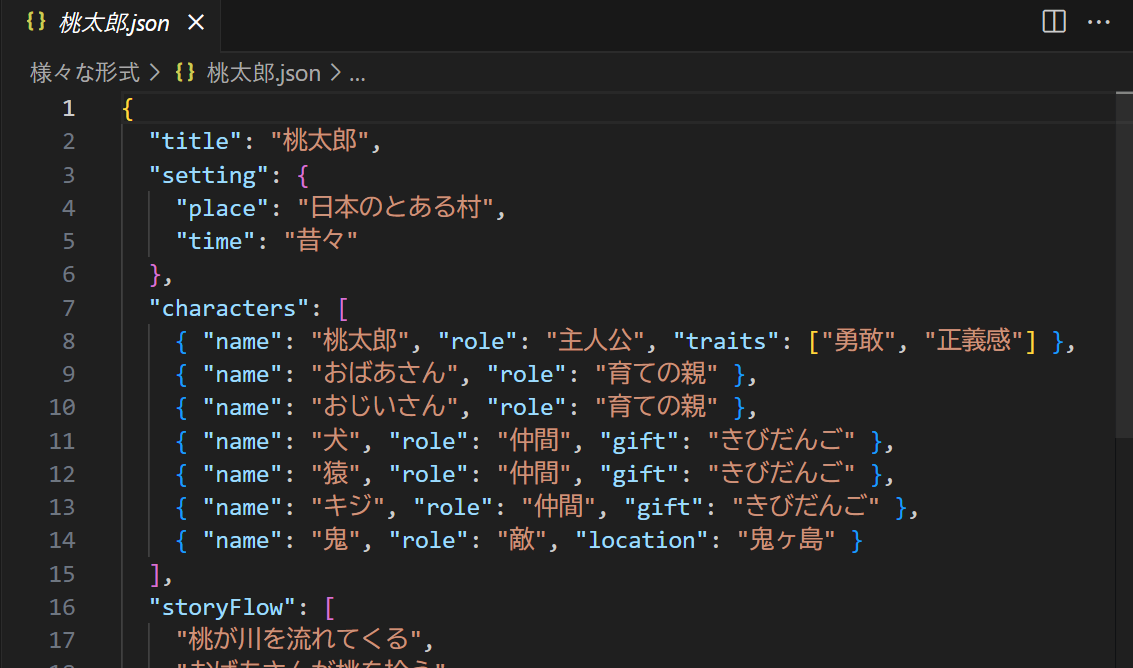 {} 桃太郎.json ×
様々な形式 > {} 桃太郎.json > ...
1 {
2   "title": "桃太郎",
3   "setting": {
4     "place": "日本のとある村",
5     "time": "昔々"
6   },
7   "characters": [
8     { "name": "桃太郎", "role": "主人公", "traits": ["勇敢", "正義感"] },
9     { "name": "おばあさん", "role": "育ての親" },
10     { "name": "おじいさん", "role": "育ての親" },
11     { "name": "犬", "role": "仲間", "gift": "きびだんご" },
12     { "name": "猿", "role": "仲間", "gift": "きびだんご" },
13     { "name": "キジ", "role": "仲間", "gift": "きびだんご" },
14     { "name": "鬼", "role": "敵", "location": "鬼ヶ島" }
15   ],
16   "storyFlow": [
17     "桃が川を流れてくる",